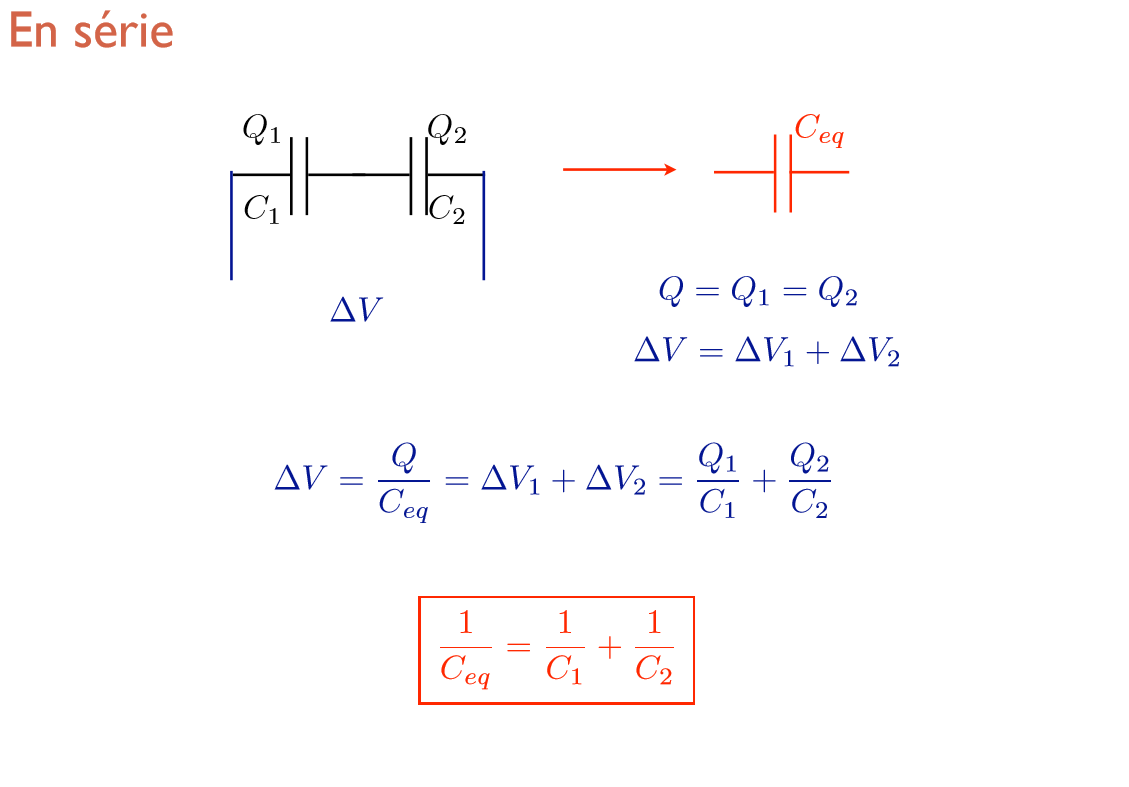 En série
Q₁ Q₂ C_eq
C₁ C₂
ΔV
Q = Q₁ = Q₂
ΔV = ΔV₁ + ΔV₂
ΔV = Q/C_eq = ΔV₁ + ΔV₂ = Q₁/C₁ + Q₂/C₂
1/C_eq = 1/C₁ + 1/C₂